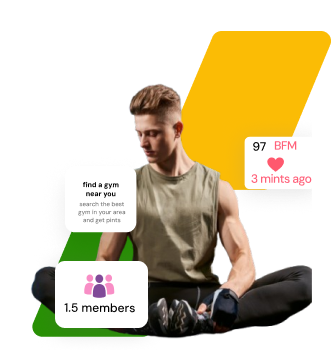 97 BFM
3 mints ago
find a gym
near you
search the beet
gym in your area
and get pints
1.5 members